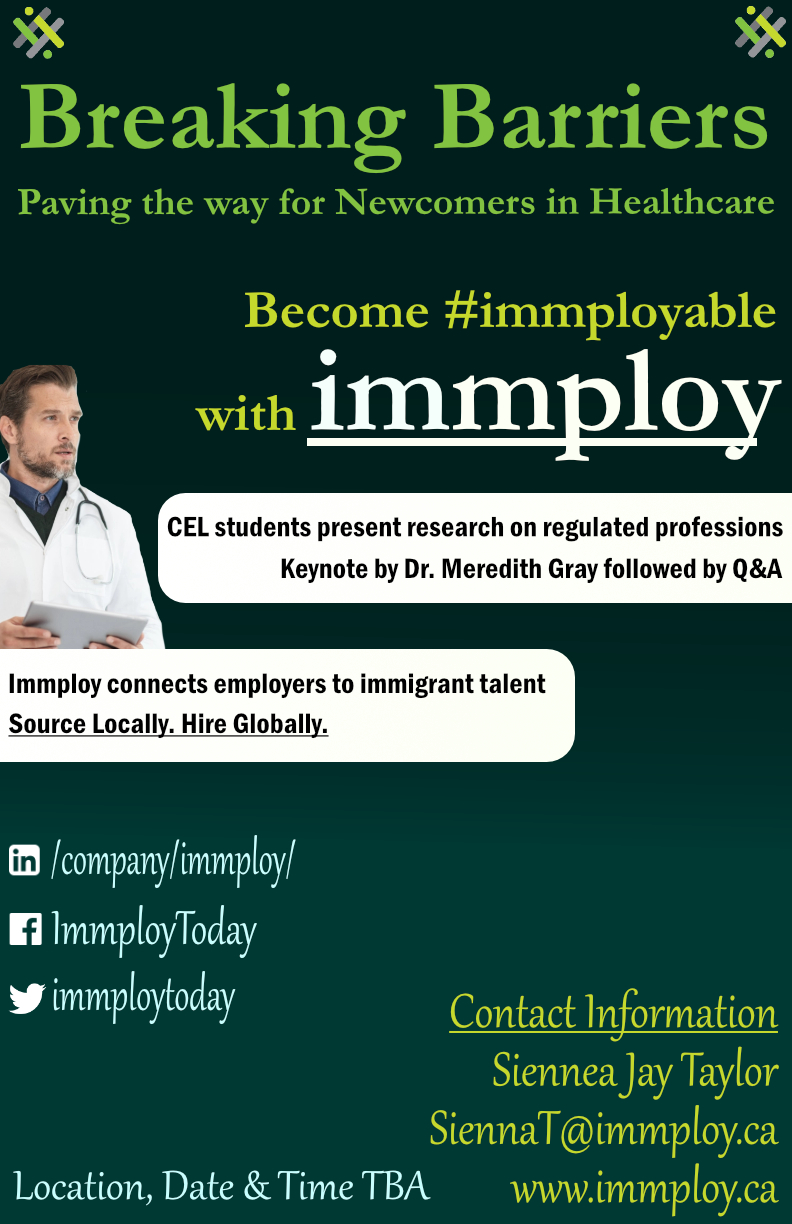 Breaking Barriers
Paving the way for Newcomers in Healthcare
Become #immployable
with immploy
CEL students present research on regulated professions
Keynote by Dr. Meredith Gray followed by Q&A
Immploy connects employers to immigrant talent
Source Locally. Hire Globally.
in /company/immploy/
f ImmployToday
immploytoday
Contact Information
Siennea Jay Taylor
SiennaT@immploy.ca
www.immploy.ca
Location, Date & Time TBA